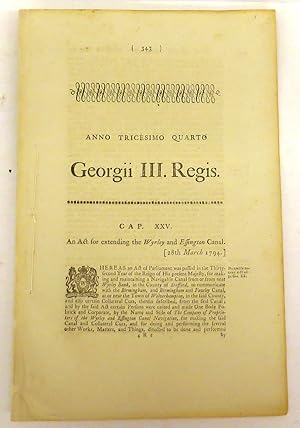 ( 343 )
ANNO TRICESIMO QUARTO
Georgii III. Regis.
CAP. XXV.
An Act for extending the Wyrley and Essington Canal.
[28th March 1794.]
WHEREAS an Act of Parliament was passed in the Thirty-
second Year of the Reign of His present Majesty, for mak-
ing and maintaining a Navigable Canal from or from near
Wyrley Bank, in the County of Stafford, to communicate
with the Birmingham, and Birmingham and Fazeley Canal,
at or near the Town of Wolverhampton, in the said County,
and also certain Collateral Cuts, therein described, from the said Canal;
and by the said Act certain Persons were united and made One Body Po-
litick and Corporate, by the Name and Stile of The Company of Proprie-
tors of the Wyrley and Essington Canal Navigation, for making the said
Canal and Collateral Cuts, and for doing and performing the several
other Works, Matters, and Things, directed to be done and performed
4 R 2
by